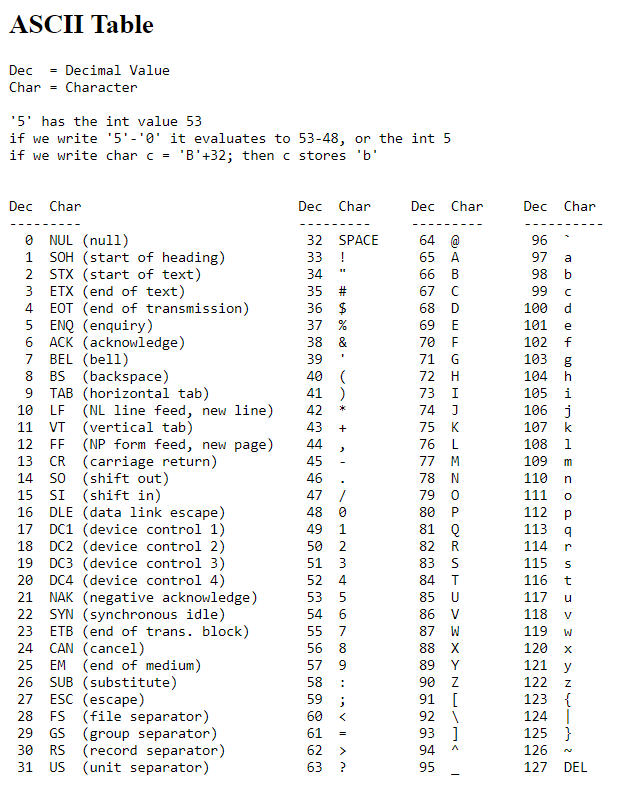 ASCII Table
Dec  = Decimal Value
Char = Character
'5' has the int value 53
if we write '5'-'0' it evaluates to 53-48, or the int 5
if we write char c = 'B'+32; then c stores 'b'
Dec  Char                           Dec  Char     Dec  Char     Dec  Char
---------                           ---------     ---------     ----------
  0  NUL (null)                      32  SPACE     64  @         96  `
  1  SOH (start of heading)          33  !         65  A         97  a
  2  STX (start of text)             34  "         66  B         98  b
  3  ETX (end of text)               35  #         67  C         99  c
  4  EOT (end of transmission)       36  $         68  D        100  d
  5  ENQ (enquiry)                   37  %         69  E        101  e
  6  ACK (acknowledge)               38  &         70  F        102  f
  7  BEL (bell)                      39  '         71  G        103  g
  8  BS  (backspace)                 40  (         72  H        104  h
  9  TAB (horizontal tab)            41  )         73  I        105  i
 10  LF  (NL line feed, new line)    42  *         74  J        106  j
 11  VT  (vertical tab)              43  +         75  K        107  k
 12  FF  (NP form feed, new page)    44  ,         76  L        108  l
 13  CR  (carriage return)           45  -         77  M        109  m
 14  SO  (shift out)                 46  .         78  N        110  n
 15  SI  (shift in)                  47  /         79  O        111  o
 16  DLE (data link escape)          48  0         80  P        112  p
 17  DC1 (device control 1)          49  1         81  Q        113  q
 18  DC2 (device control 2)          50  2         82  R        114  r
 19  DC3 (device control 3)          51  3         83  S        115  s
 20  DC4 (device control 4)          52  4         84  T        116  t
 21  NAK (negative acknowledge)      53  5         85  U        117  u
 22  SYN (synchronous idle)          54  6         86  V        118  v
 23  ETB (end of trans. block)       55  7         87  W        119  w
 24  CAN (cancel)                    56  8         88  X        120  x
 25  EM  (end of medium)             57  9         89  Y        121  y
 26  SUB (substitute)                58  :         90  Z        122  z
 27  ESC (escape)                    59  ;         91  [        123  {
 28  FS  (file separator)            60  <         92  \        124  |
 29  GS  (group separator)           61  =         93  ]        125  }
 30  RS  (record separator)          62  >         94  ^        126  ~
 31  US  (unit separator)            63  ?         95  _        127  DEL